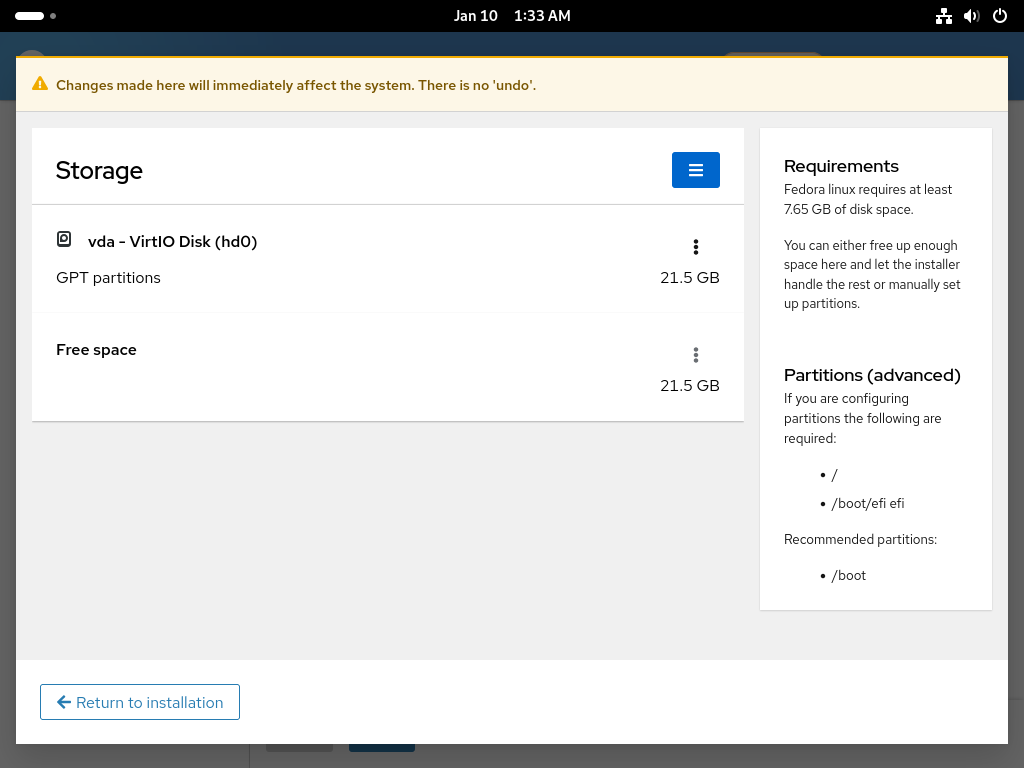 Jan 10 1:33 AM
Changes made here will immediately affect the system. There is no 'undo'.
Storage
vda - VirtIO Disk (hd0)
GPT partitions
21.5 GB
Free space
21.5 GB
Requirements
Fedora linux requires at least
7.65 GB of disk space.
You can either free up enough
space here and let the installer
handle the rest or manually set
up partitions.
Partitions (advanced)
If you are configuring
partitions the following are
required:
• /
• /boot/efi efi
Recommended partitions:
• /boot
Return to installation